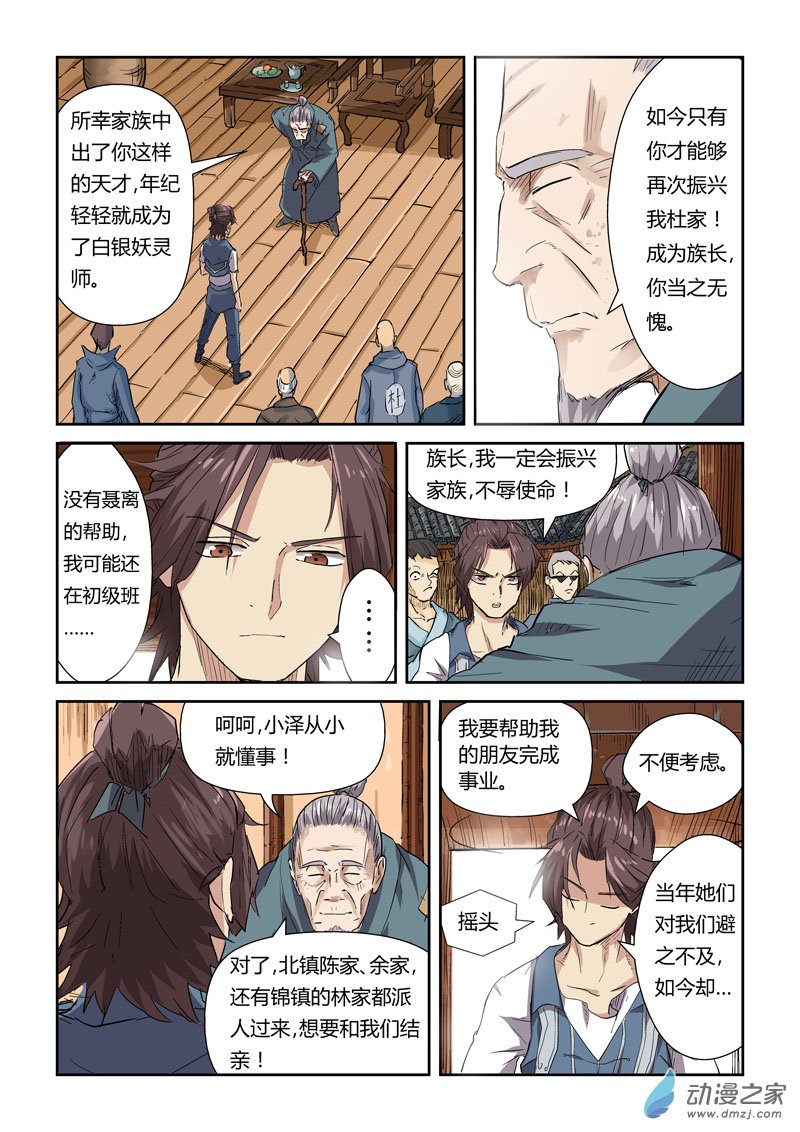 所幸家族中
出了你这样
的天才，年纪
轻轻就成为
了白银妖灵
师。
杜
如今只有
你才能够
再次振兴
我杜家！
成为族长，
你当之无
愧。
没有聂离
的帮助，
我可能还
在初级班
……
……
族长，我一定会振兴
家族，不辱使命！
呵呵，小泽从小
就懂事！
对了，北镇陈家、余家，
还有锦镇的林家都派
人过来，想要和我们结
亲！
我要帮助我
的朋友完成
事业。
不便考虑。
摇头
当年她们
对我们避
之不及，
如今却…
动漫之家
www.dmzj.com